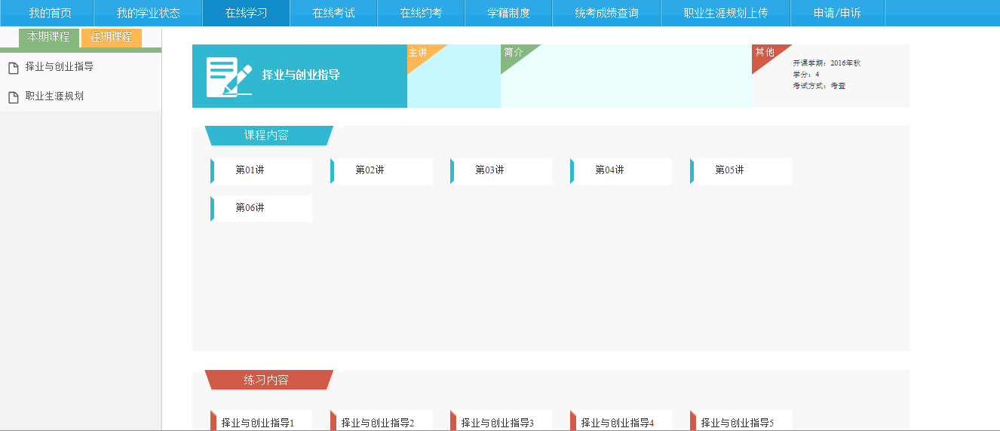 我的首页 我的学业状态 在线学习 在线考试 在线约考 学籍制度 统考成绩查询 职业生涯规划上传 申请/申诉
本期课程 往期课程
择业与创业指导
职业生涯规划
择业与创业指导
主讲
简介
其他
开课学期：2016年秋
学分：4
考试方式：考查
课程内容
第01讲 第02讲 第03讲 第04讲 第05讲
第06讲
练习内容
择业与创业指导1 择业与创业指导2 择业与创业指导3 择业与创业指导4 择业与创业指导5